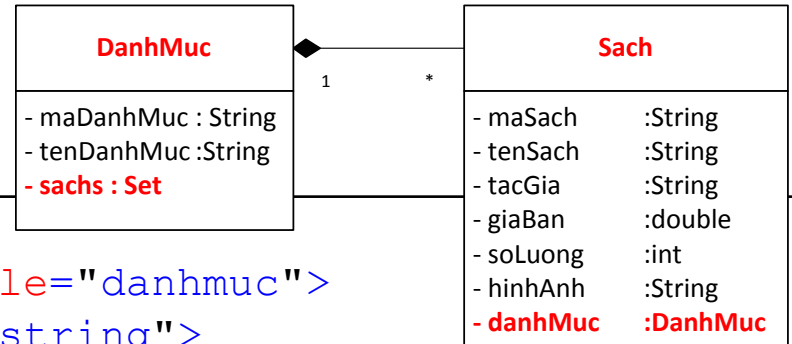 DanhMuc
1
*
- maDanhMuc : String
- tenDanhMuc :String
- sachs : Set
Sach
- maSach :String
- tenSach :String
- tacGia :String
- giaBan :double
- soLuong :int
- hinhAnh :String
- danhMuc :DanhMuc
le="danhmuc">
string">